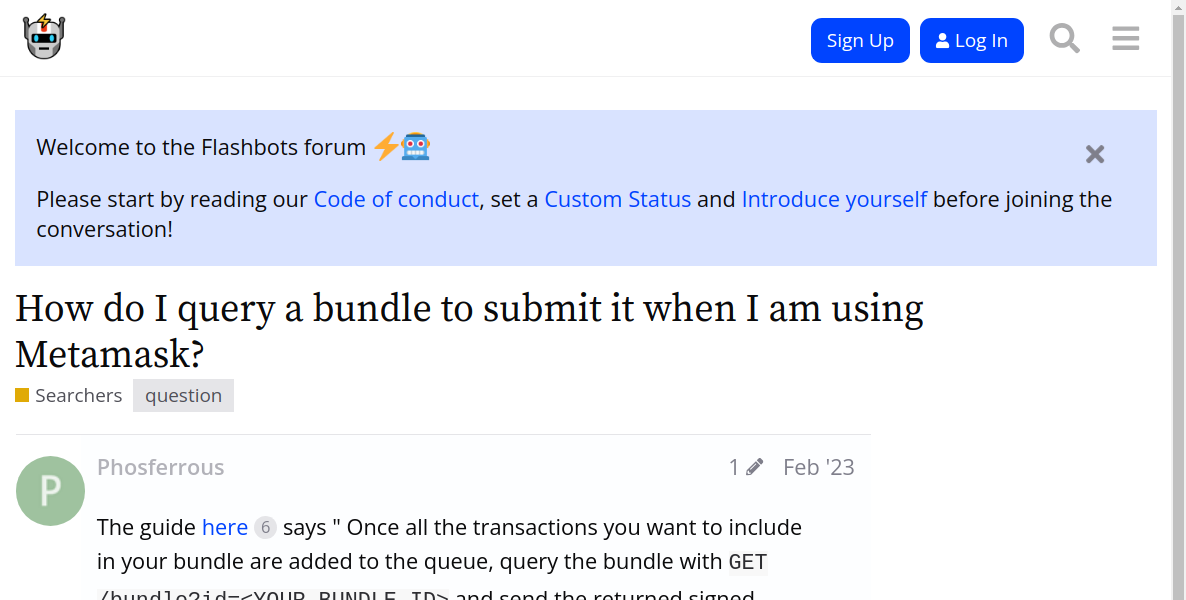 Sign Up
Log In
Welcome to the Flashbots forum
Please start by reading our Code of conduct, set a Custom Status and Introduce yourself before joining the
conversation!
How do I query a bundle to submit it when I am using
Metamask?
Searchers question
P
Phosferrous
1
Feb '23
The guide here 6 says " Once all the transactions you want to include
in your bundle are added to the queue, query the bundle with GET
/bundle?id=<YOUR_BUNDLE_ID> and send the returned signed